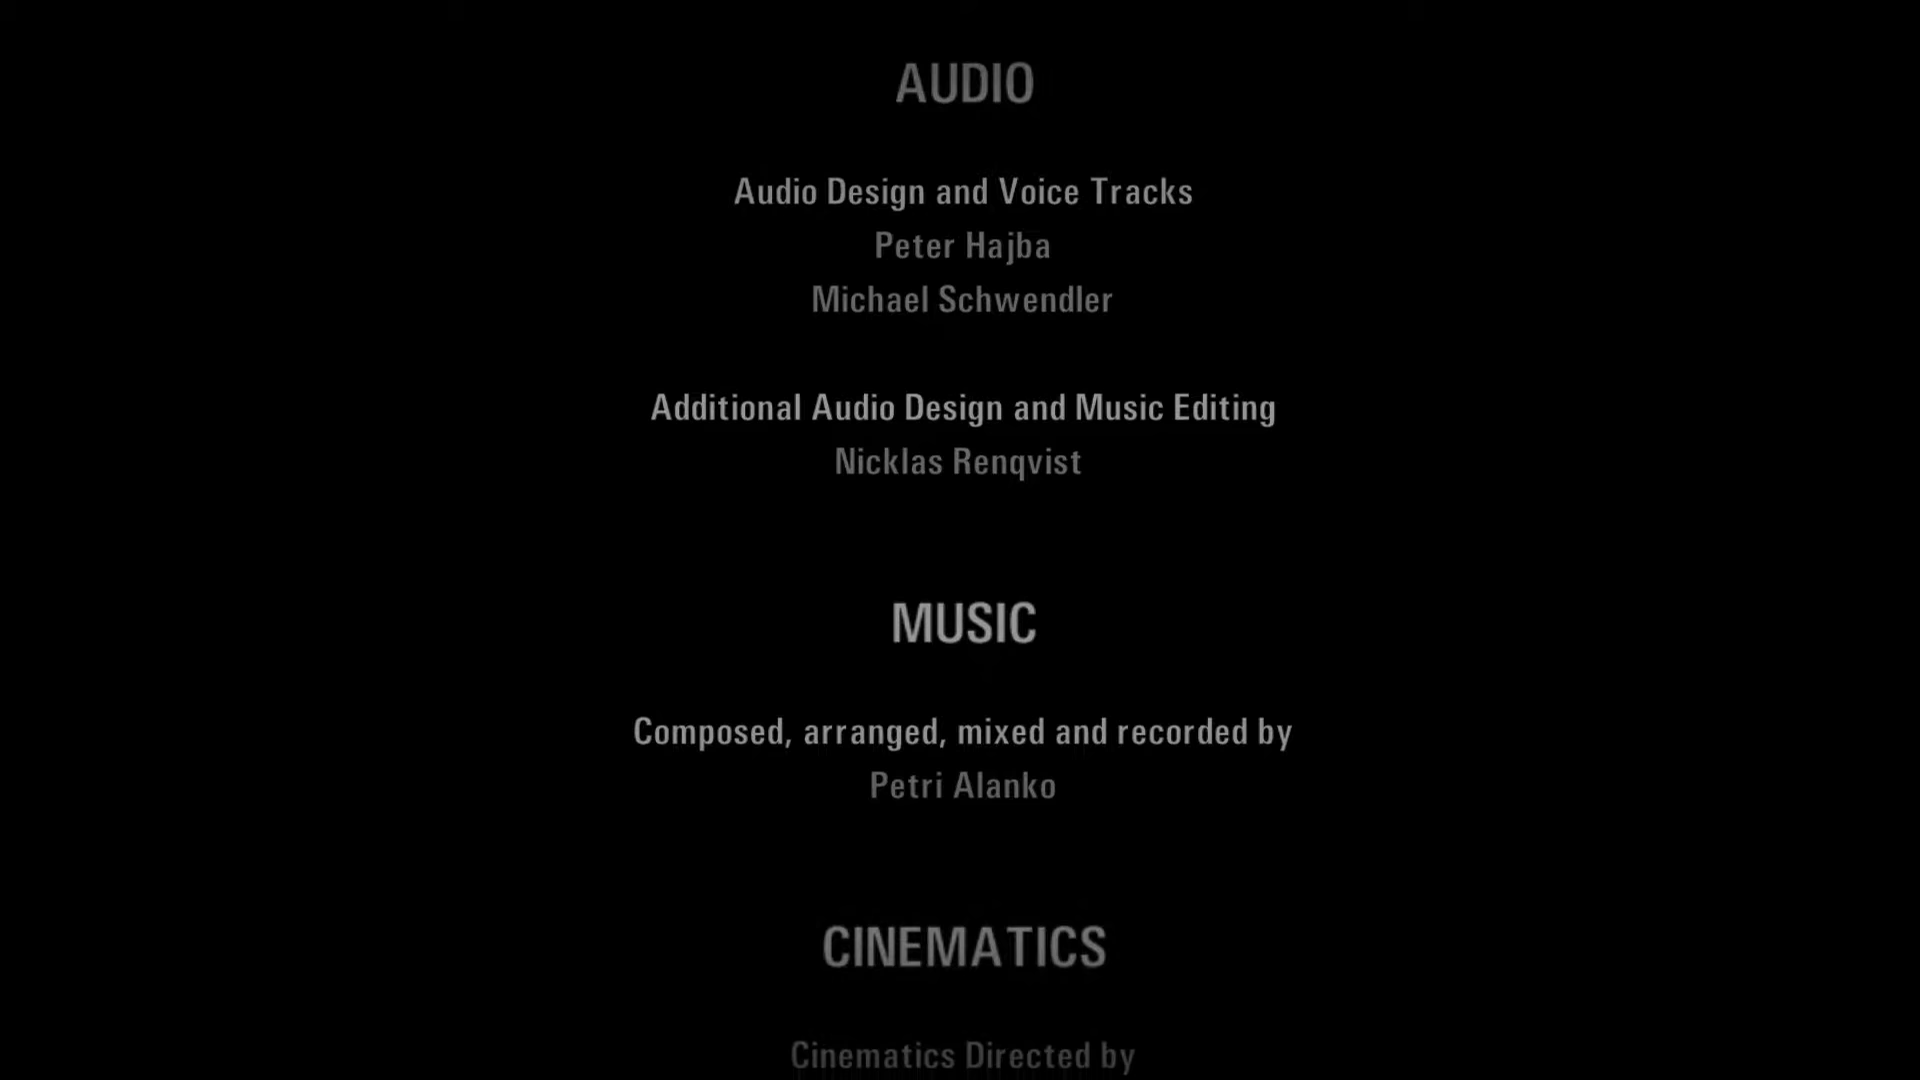 AUDIO
Audio Design and Voice Tracks
Peter Hajba
Michael Schwendler
Additional Audio Design and Music Editing
Nicklas Renqvist
MUSIC
Composed, arranged, mixed and recorded by
Petri Alanko
CINEMATICS
Cinematics Directed by